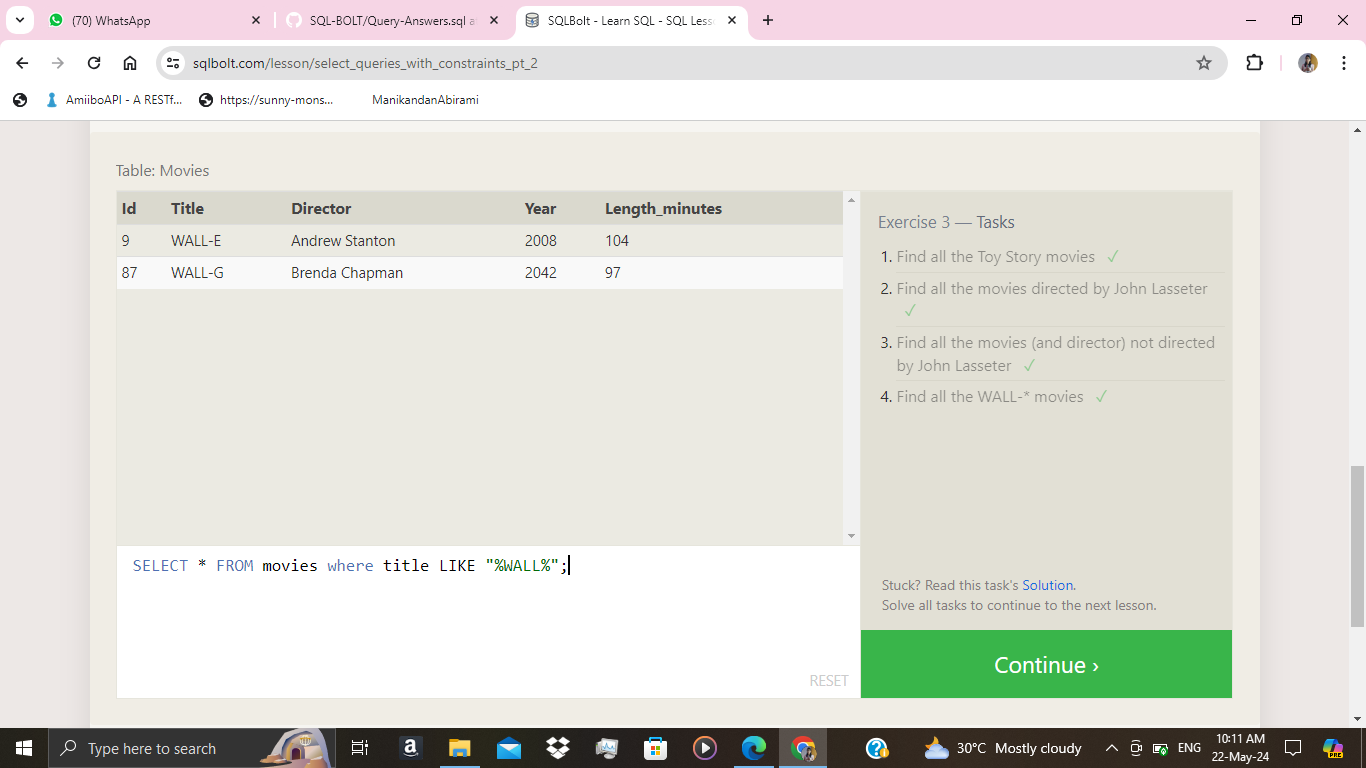 (70) WhatsApp
SQL-BOLT/Query-Answers.sql a
SQLBolt - Learn SQL - SQL Less
sqlbolt.com/lesson/select_queries_with_constraints_pt_2
AmiiboAPI - A RESTf...
https://sunny-mons...
ManikandanAbirami
Table: Movies
Id Title Director Year Length_minutes
9 WALL-E Andrew Stanton 2008 104
87 WALL-G Brenda Chapman 2042 97
SELECT * FROM movies where title LIKE "%WALL%";
RESET
Exercise 3 — Tasks
1. Find all the Toy Story movies ✓
2. Find all the movies directed by John Lasseter
✓
3. Find all the movies (and director) not directed
by John Lasseter ✓
4. Find all the WALL-* movies ✓
Stuck? Read this task's Solution.
Solve all tasks to continue to the next lesson.
Continue ›
Type here to search
30°C Mostly cloudy
ENG
10:11 AM
22-May-24
PRE